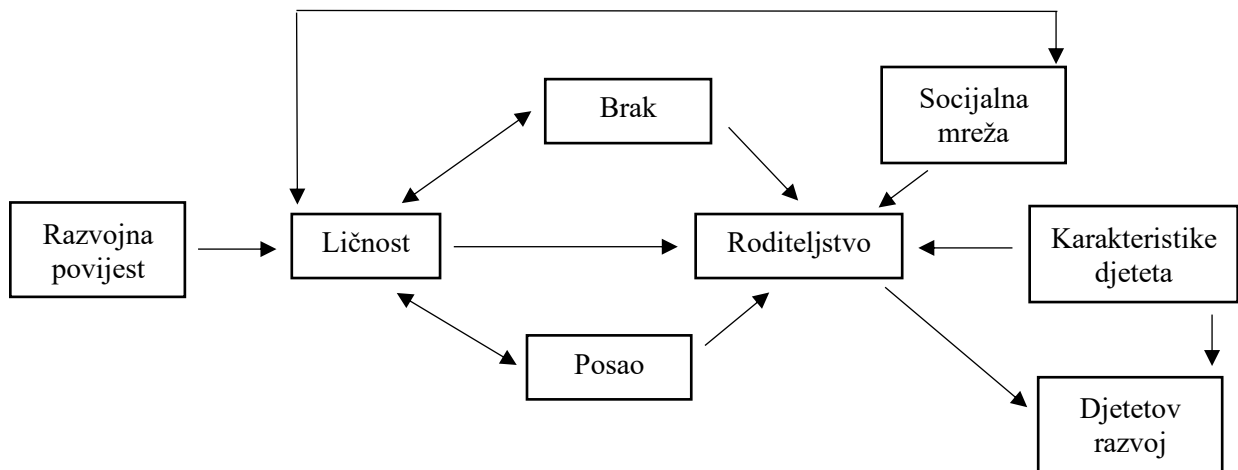 Brak
Socijalna
mreža
Razvojna
povijest
Ličnost
Roditeljstvo
Karakteristike
djeteta
Posao
Djetetov
razvoj